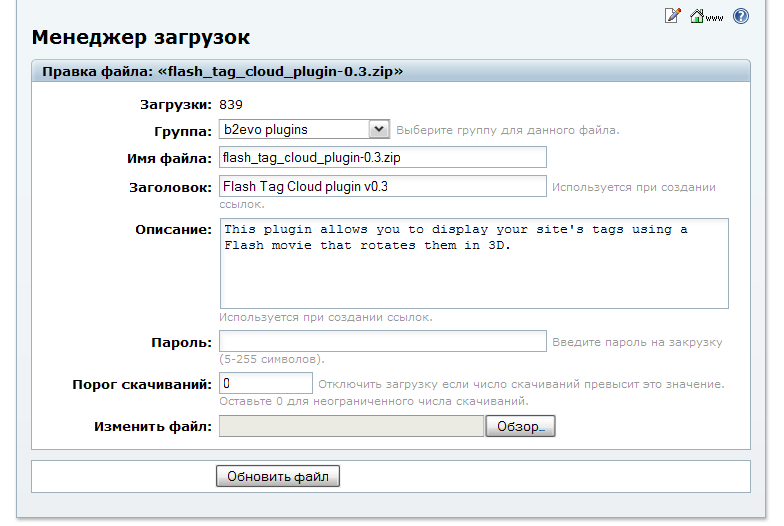 www
Менеджер загрузок
Правка файла: «flash_tag_cloud_plugin-0.3.zip»
Загрузки: 839
Группа: b2evo plugins Выберите группу для данного файла.
Имя файла: flash_tag_cloud_plugin-0.3.zip
Заголовок: Flash Tag Cloud plugin v0.3 Используется при создании
ссылок.
Описание: This plugin allows you to display your site's tags using a
Flash movie that rotates them in 3D.
Используется при создании ссылок.
Пароль: Введите пароль на закрузку
(5-255 символов).
Порог скачиваний: 0 Отключить загрузку если число скачиваний превысит это значение.
Оставьте 0 для неограниченного числа скачиваний.
Изменить файл: Обзор...
Обновить файл